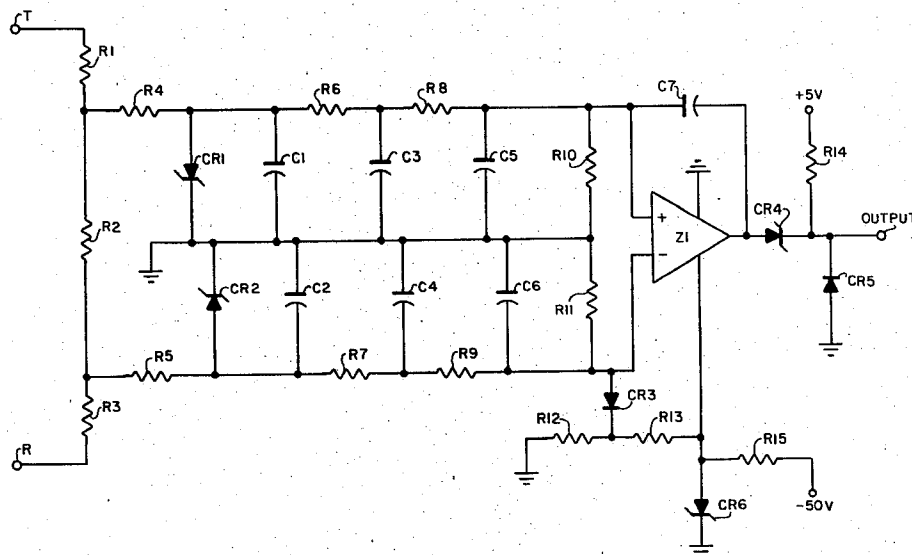 T
R1
R4
R6
R8
C7
+5V
R14
CR1
C1
C3
C5
R10
R2
+
Z1
−
CR4
OUTPUT
CR2
C2
C4
C6
R11
CR5
R5
R7
R9
R3
CR3
R12
R13
R15
R
CR6
-50V